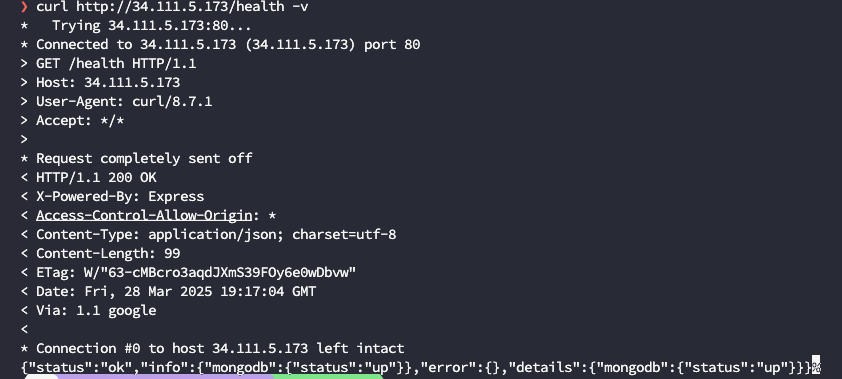 ❯ curl http://34.111.5.173/health -v
*   Trying 34.111.5.173:80...
* Connected to 34.111.5.173 (34.111.5.173) port 80
> GET /health HTTP/1.1
> Host: 34.111.5.173
> User-Agent: curl/8.7.1
> Accept: */*
>
* Request completely sent off
< HTTP/1.1 200 OK
< X-Powered-By: Express
< Access-Control-Allow-Origin: *
< Content-Type: application/json; charset=utf-8
< Content-Length: 99
< ETag: W/"63-cMBcro3aqdJXmS39FOy6e0wDbvw"
< Date: Fri, 28 Mar 2025 19:17:04 GMT
< Via: 1.1 google
<
* Connection #0 to host 34.111.5.173 left intact
{"status":"ok","info":{"mongodb":{"status":"up"}},"error":{},"details":{"mongodb":{"status":"up"}}}%